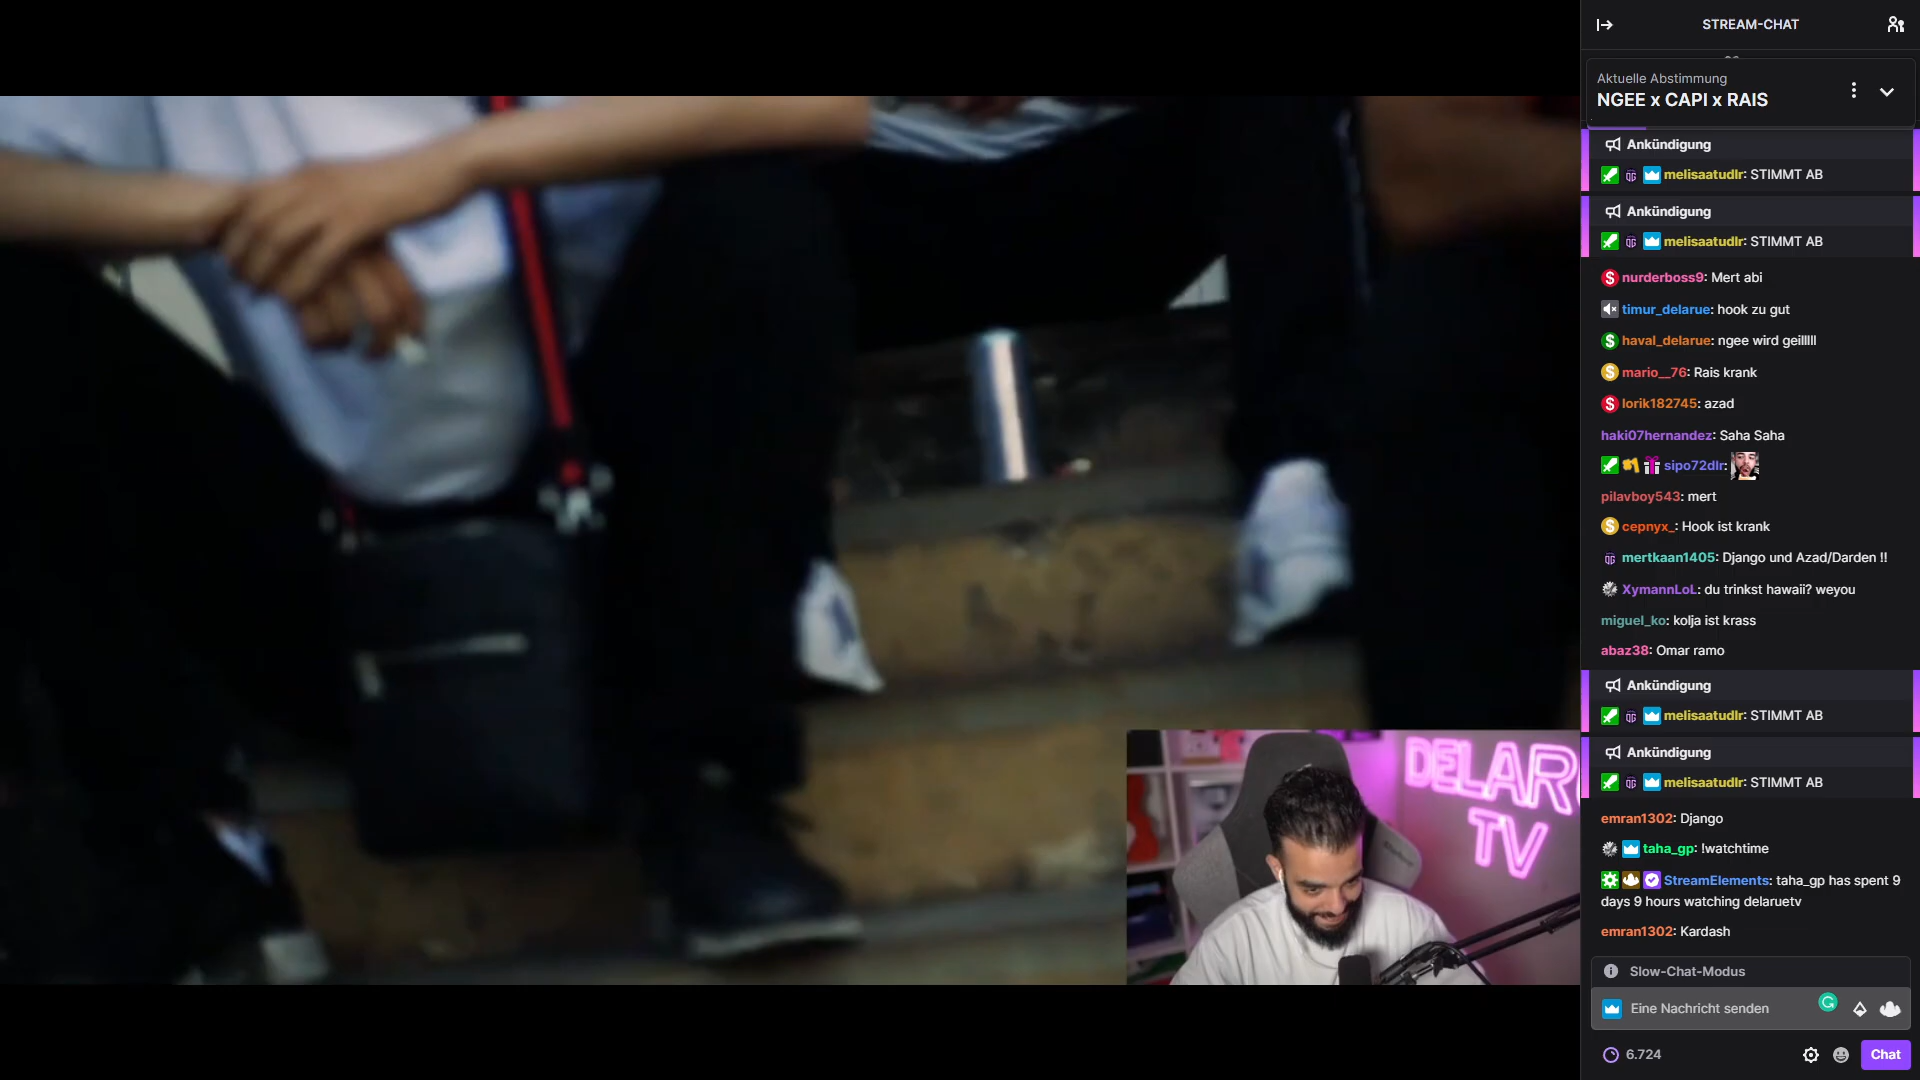 STREAM-CHAT
Aktuelle Abstimmung
NGEE x CAPI x RAIS
Ankündigung
melisaatudlr: STIMMT AB
Ankündigung
melisaatudlr: STIMMT AB
nurderboss9: Mert abi
timur_delarue: hook zu gut
haval_delarue: ngee wird geilllll
mario__76: Rais krank
lorik182745: azad
haki07hernandez: Saha Saha
sipo72dlr:
pilavboy543: mert
cepnyx_: Hook ist krank
mertkaan1405: Django und Azad/Darden !!
XymannLoL: du trinkst hawaii? weyou
miguel_ko: kolja ist krass
abaz38: Omar ramo
Ankündigung
melisaatudlr: STIMMT AB
Ankündigung
melisaatudlr: STIMMT AB
emran1302: Django
taha_gp: !watchtime
StreamElements: taha_gp has spent 9
days 9 hours watching delaruetv
emran1302: Kardash
Slow-Chat-Modus
Eine Nachricht senden
6.724
Chat
DELAR
TV